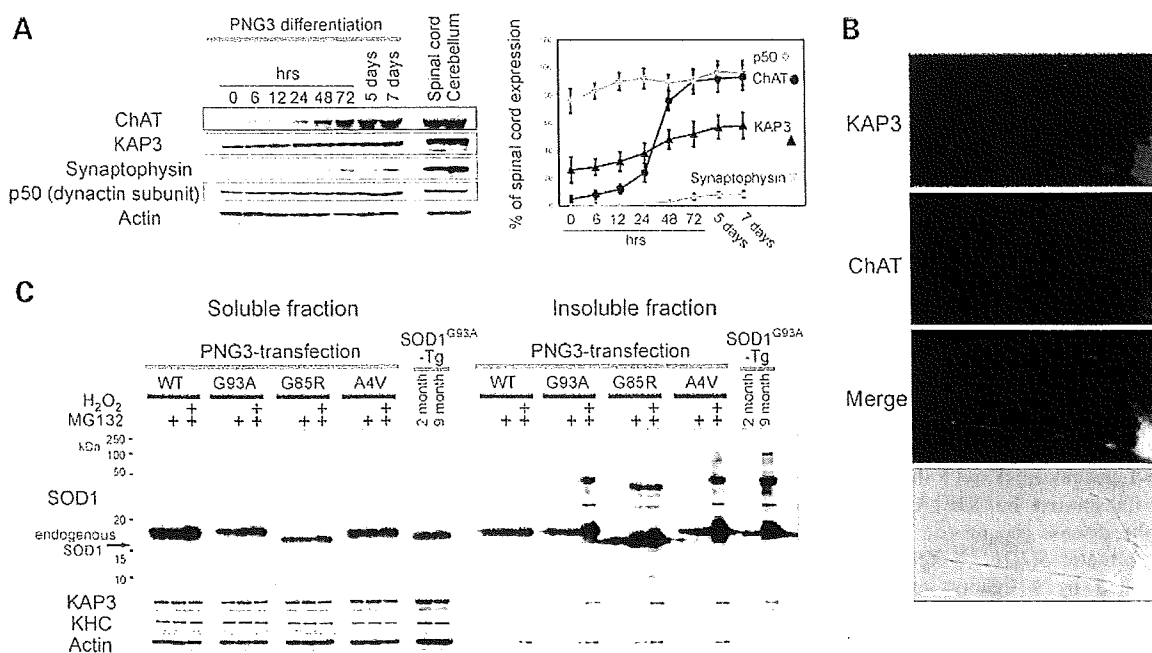 A
PNG3 differentiation
hrs
0 6 12 24 48 72 5 days 7 days Spinal cord Cerebellum
ChAT
KAP3
Synaptophysin
p50 (dynactin subunit)
Actin
% of spinal cord expression
p50
ChAT
KAP3
Synaptophysin
0 6 12 24 48 72 5 days 7 days
hrs
B
KAP3
ChAT
Merge
C
Soluble fraction
Insoluble fraction
PNG3-transfection
SOD1G93A
-Tg
PNG3-transfection
SOD1G93A
-Tg
WT G93A G85R A4V
2 month
9 month
WT G93A G85R A4V
2 month
9 month
H2O2 + + + + + + + +
MG132 + + + + + + + + + + + + + + + +
kDa
250
100
50
SOD1
20
endogenous
SOD1
15
10
KAP3
KHC
Actin